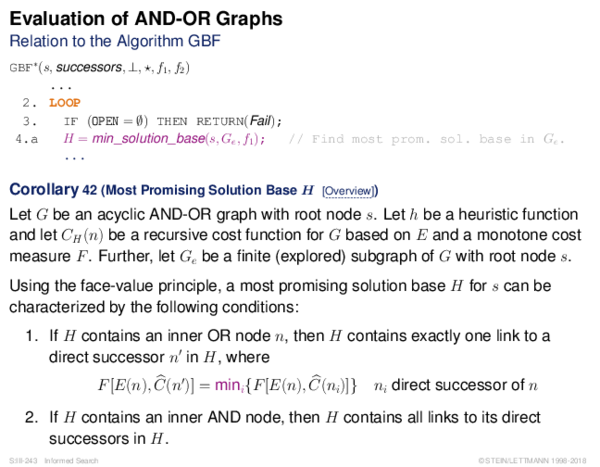 Evaluation of AND-OR Graphs
Relation to the Algorithm GBF
GBF*(s, successors, ⊥, ⋆, f₁, f₂)
...
2. LOOP
3. IF (OPEN = ∅) THEN RETURN(Fail);
4.a H = min_solution_base(s, Gₑ, f₁); // Find most prom. sol. base in Gₑ.
...
Corollary 42 (Most Promising Solution Base H [Overview])
Let G be an acyclic AND-OR graph with root node s. Let h be a heuristic function
and let C_H(n) be a recursive cost function for G based on E and a monotone cost
measure F. Further, let Gₑ be a finite (explored) subgraph of G with root node s.
Using the face-value principle, a most promising solution base H for s can be
characterized by the following conditions:
1. If H contains an inner OR node n, then H contains exactly one link to a
direct successor n′ in H, where
F[E(n), Ĉ(n′)] = minᵢ{F[E(n), Ĉ(nᵢ)]} nᵢ direct successor of n
2. If H contains an inner AND node, then H contains all links to its direct
successors in H.
S:II-243 Informed Search ©STEIN/LETTMANN 1998-2018